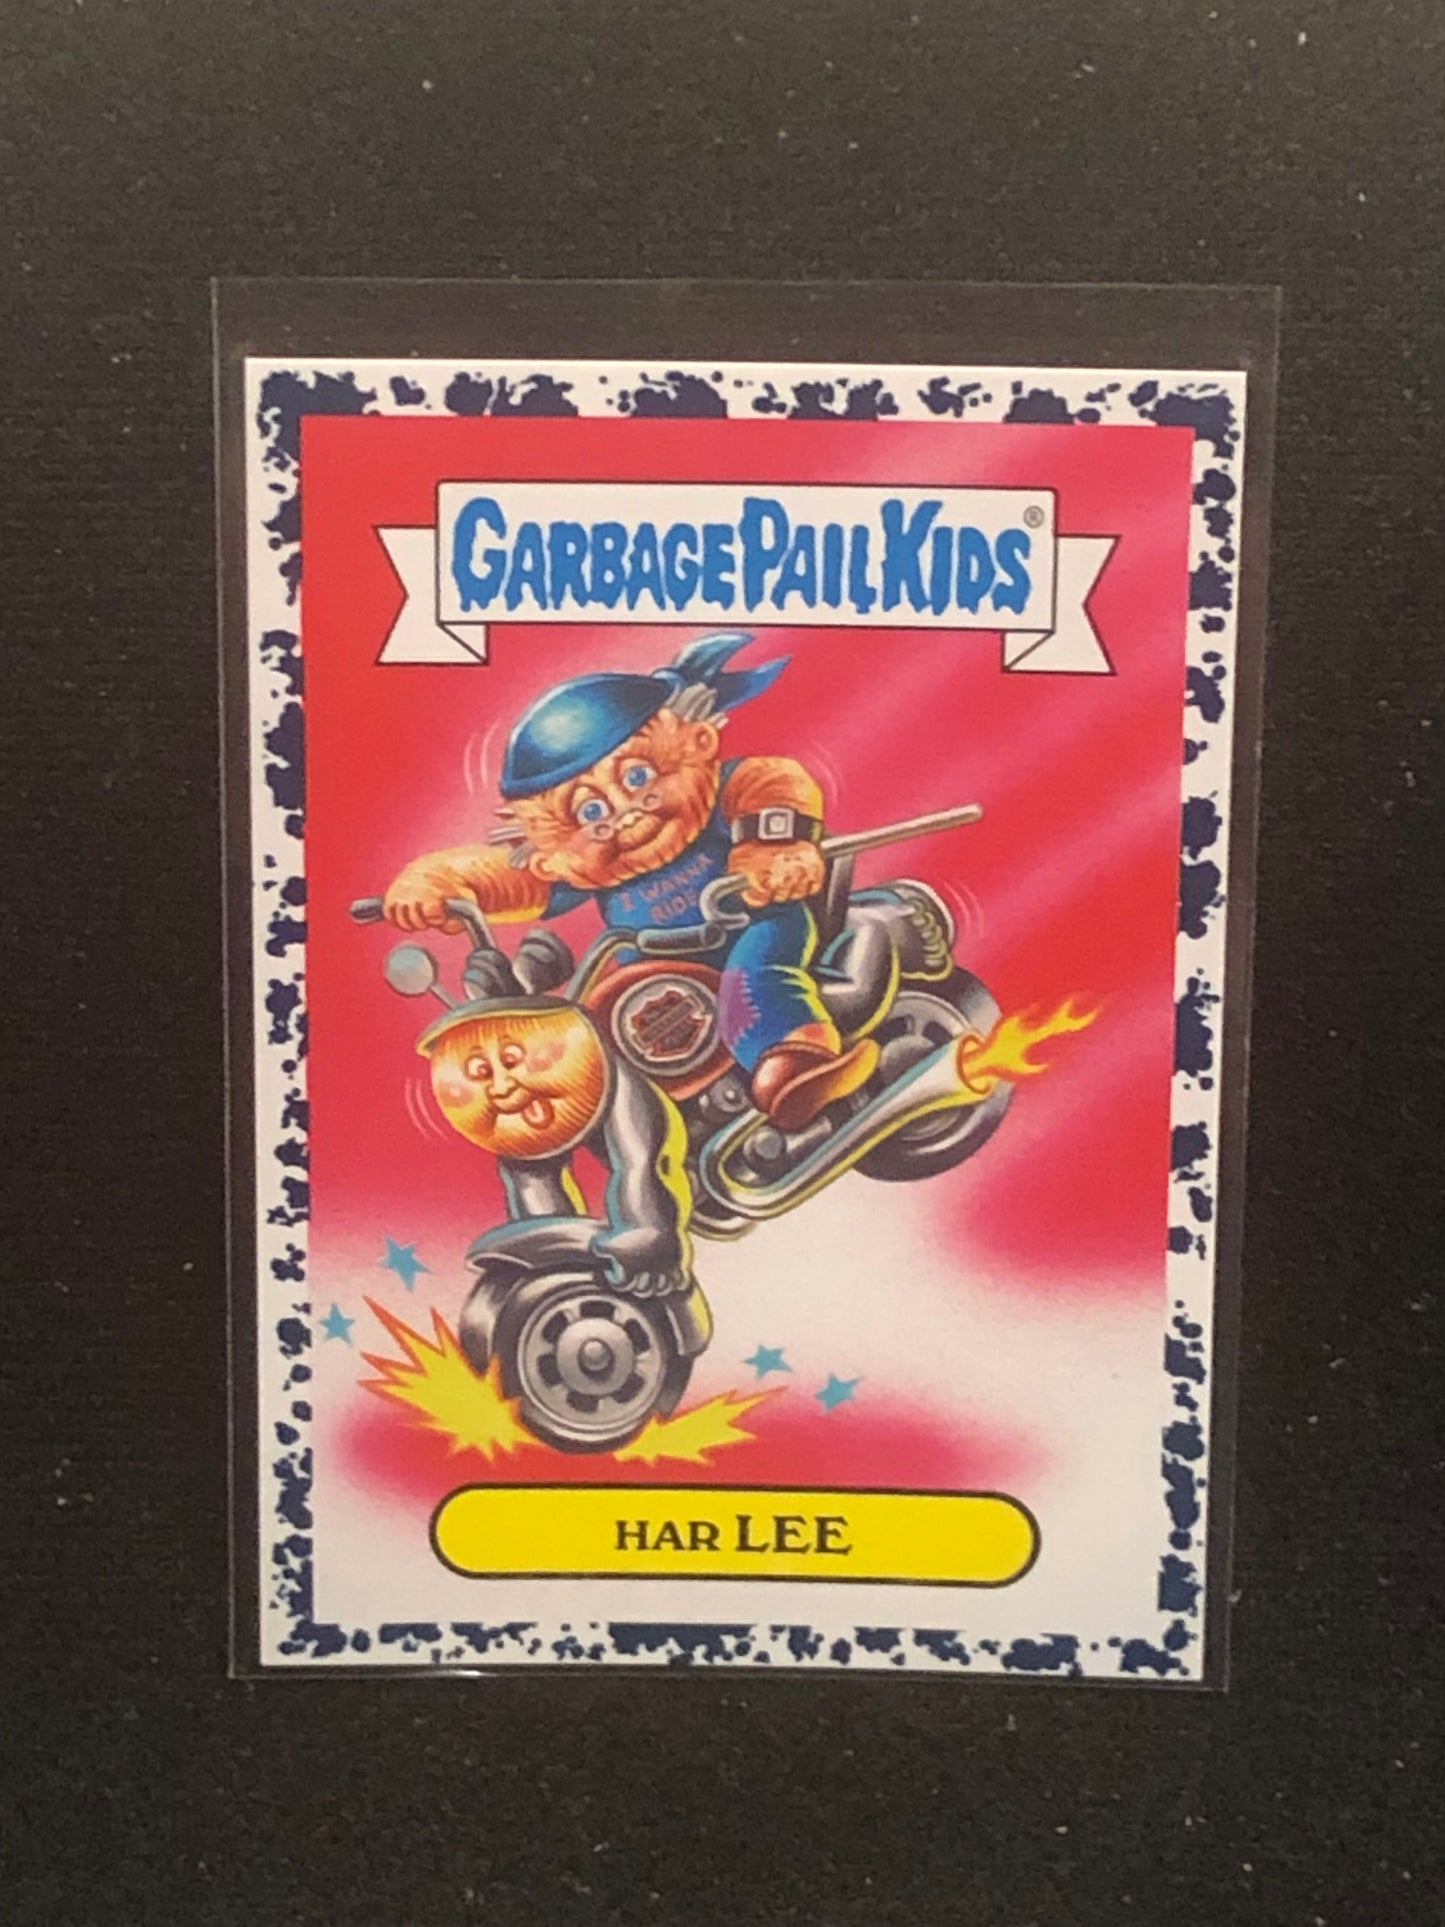 GARBAGE PAIL KIDS®
I WANNA
RIDE
HAR LEE